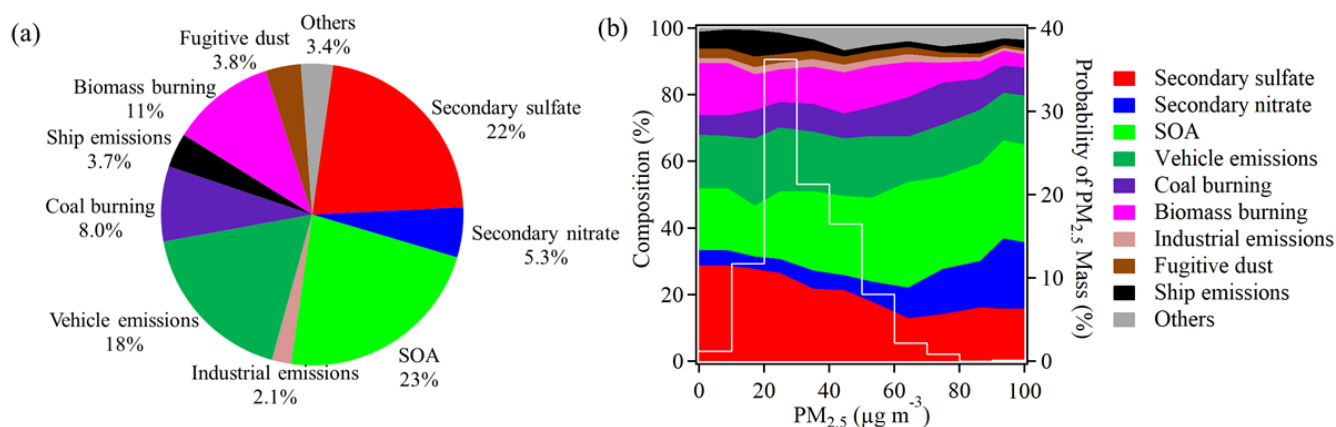 (a)
Others
3.4%
Fugitive dust
3.8%
Biomass burning
11%
Ship emissions
3.7%
Coal burning
8.0%
Vehicle emissions
18%
Industrial emissions
2.1%
SOA
23%
Secondary nitrate
5.3%
Secondary sulfate
22%
(b)
Composition (%)
100
80
60
40
20
0
0
20
40
60
80
100
PM2.5 (µg m-3)
40
30
20
10
0
Probability of PM2.5 Mass (%)
Secondary sulfate
Secondary nitrate
SOA
Vehicle emissions
Coal burning
Biomass burning
Industrial emissions
Fugitive dust
Ship emissions
Others